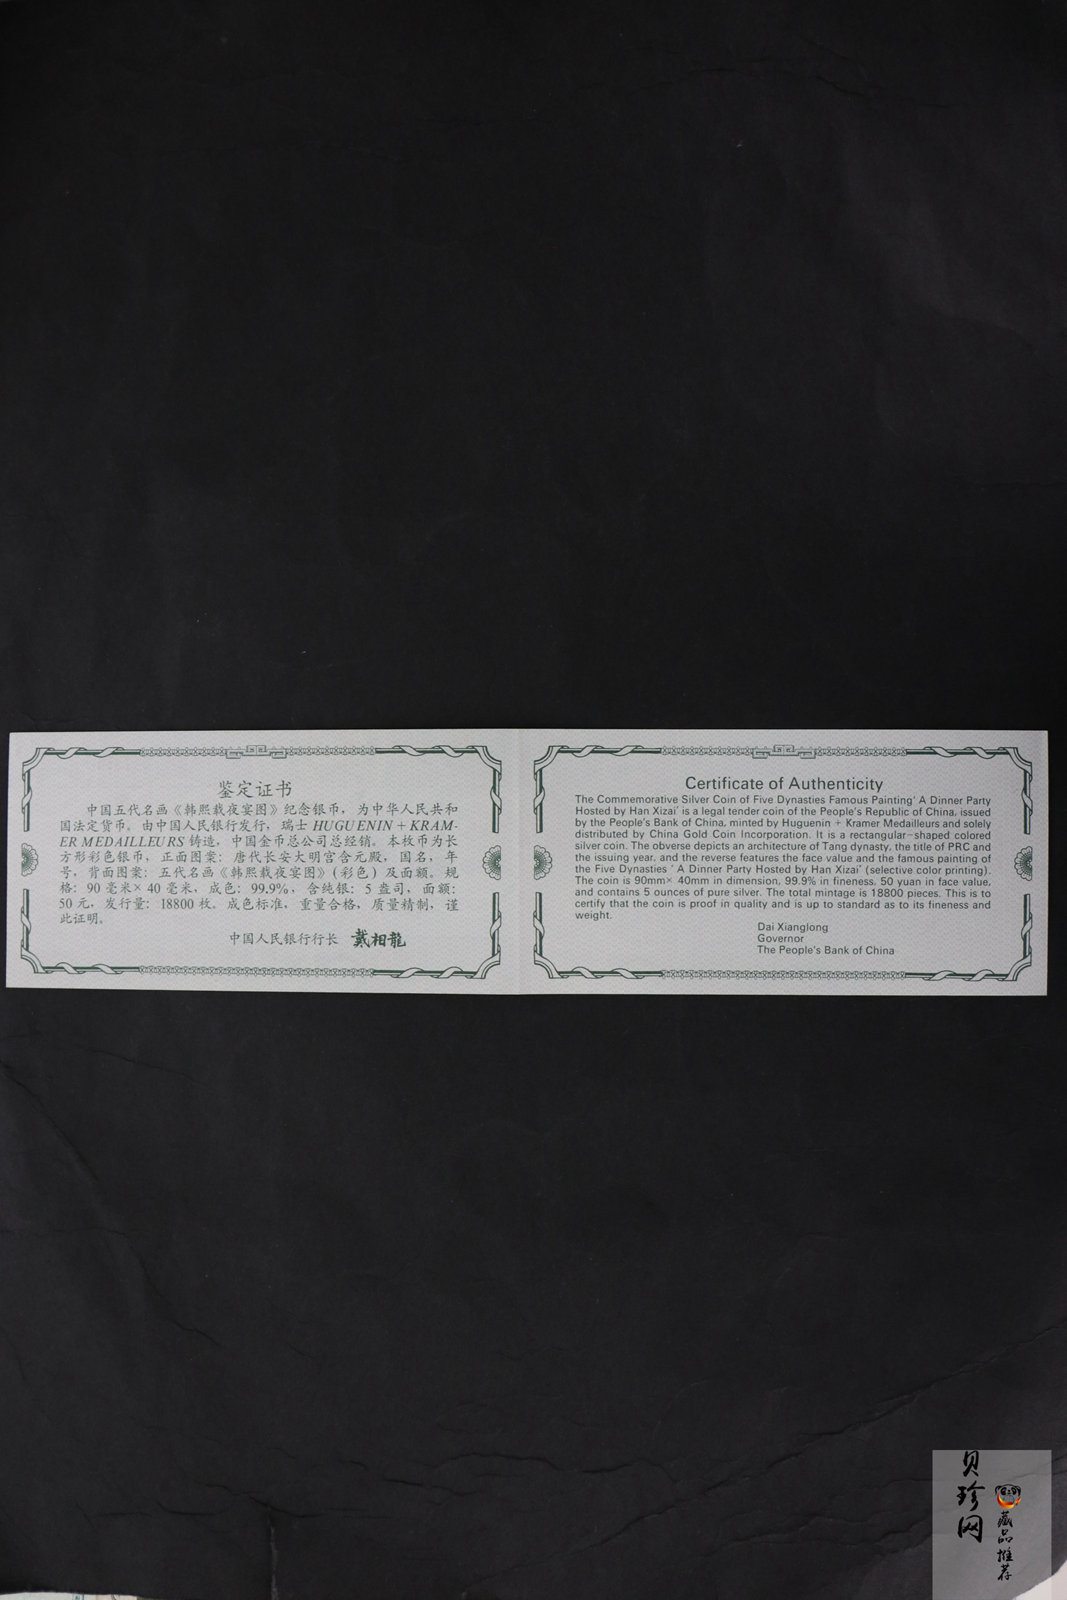 鉴定证书
中国五代名画《韩熙载夜宴图》纪念银币，为中华人民共和
国法定货币。由中国人民银行发行，瑞士 HUGUENIN + KRAM-
ER MEDAILLEURS 铸造，中国金币总公司总经销。本枚币为长
方形彩色银币，正面图案：唐代长安大明宫含元殿，国名，年
号，背面图案：五代名画《韩熙载夜宴图》(彩色)及面额。规
格：90 毫米× 40 毫米，成色：99.9%，含纯银：5 盎司，面额：
50 元，发行量：18800 枚。成色标准，重量合格，质量精制，谨
此证明。
中国人民银行行长 戴相龍
Certificate of Authenticity
The Commemorative Silver Coin of Five Dynasties Famous Painting‘ A Dinner Party
Hosted by Han Xizai’ is a legal tender coin of the People's Republic of China, issued
by the People's Bank of China, minted by Huguenin + Kramer Medailleurs and solely
distributed by China Gold Coin Incorporation. It is a rectangular-shaped colored
silver coin. The obverse depicts an architecture of Tang dynasty, the title of PRC and
the issuing year, and the reverse features the face value and the famous painting of
the Five Dynasties ‘ A Dinner Party Hosted by Han Xizai’ (selective color printing).
The coin is 90mm× 40mm in dimension, 99.9% in fineness, 50 yuan in face value,
and contains 5 ounces of pure silver. The total mintage is 18800 pieces. This is to
certify that the coin is proof in quality and is up to standard as to its fineness and
weight.
Dai Xianglong
Governor
The People's Bank of China
贝珍网
藏品推荐